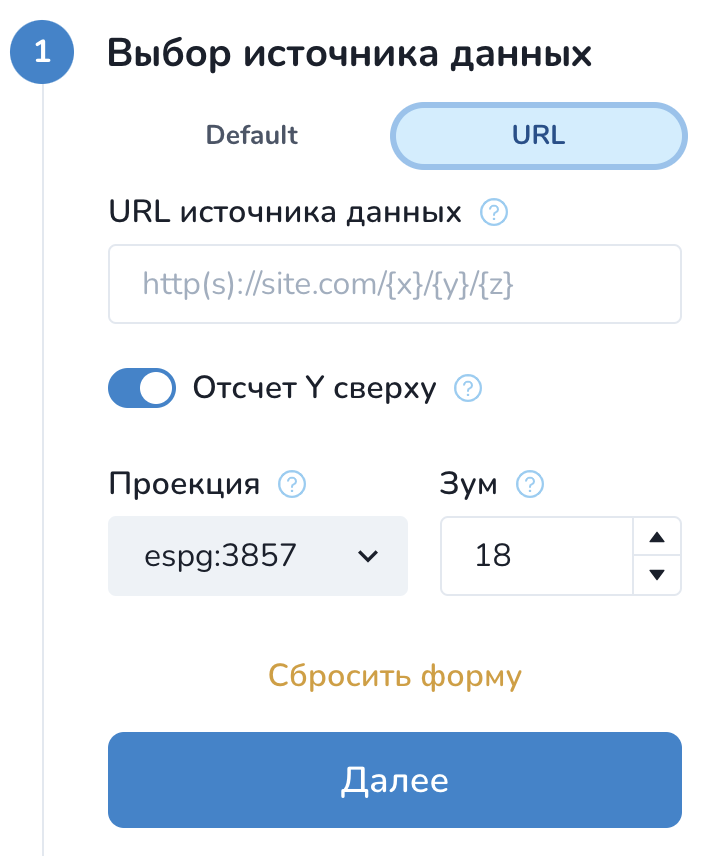 1 Выбор источника данных
Default URL
URL источника данных ?
http(s)://site.com/{x}/{y}/{z}
Отсчет Y сверху ?
Проекция ? Зум ?
espg:3857 18
Сбросить форму
Далее